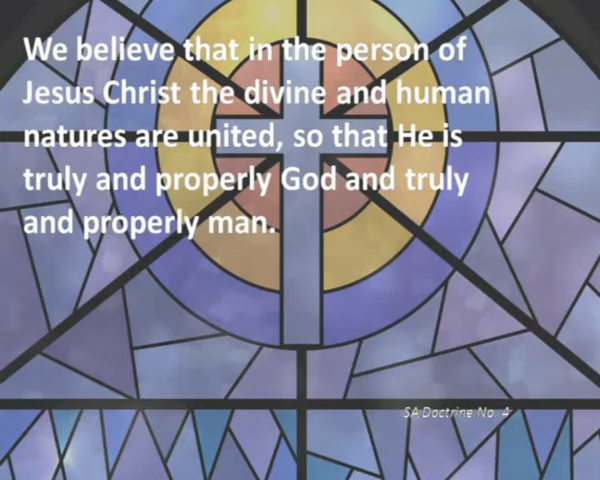 We believe that in the person of
Jesus Christ the divine and human
natures are united, so that He is
truly and properly God and truly
and properly man.
SA Doctrine No. 4